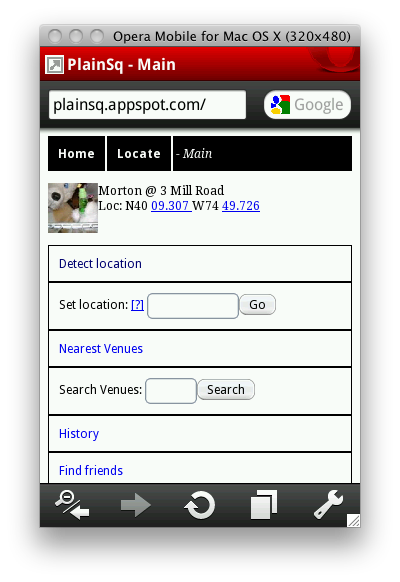 Opera Mobile for Mac OS X (320x480)
PlainSq - Main
plainsq.appspot.com/ Google
Home Locate - Main
Morton @ 3 Mill Road
Loc: N40 09.307 W74 49.726
Detect location
Set location: [?] Go
Nearest Venues
Search Venues: Search
History
Find friends